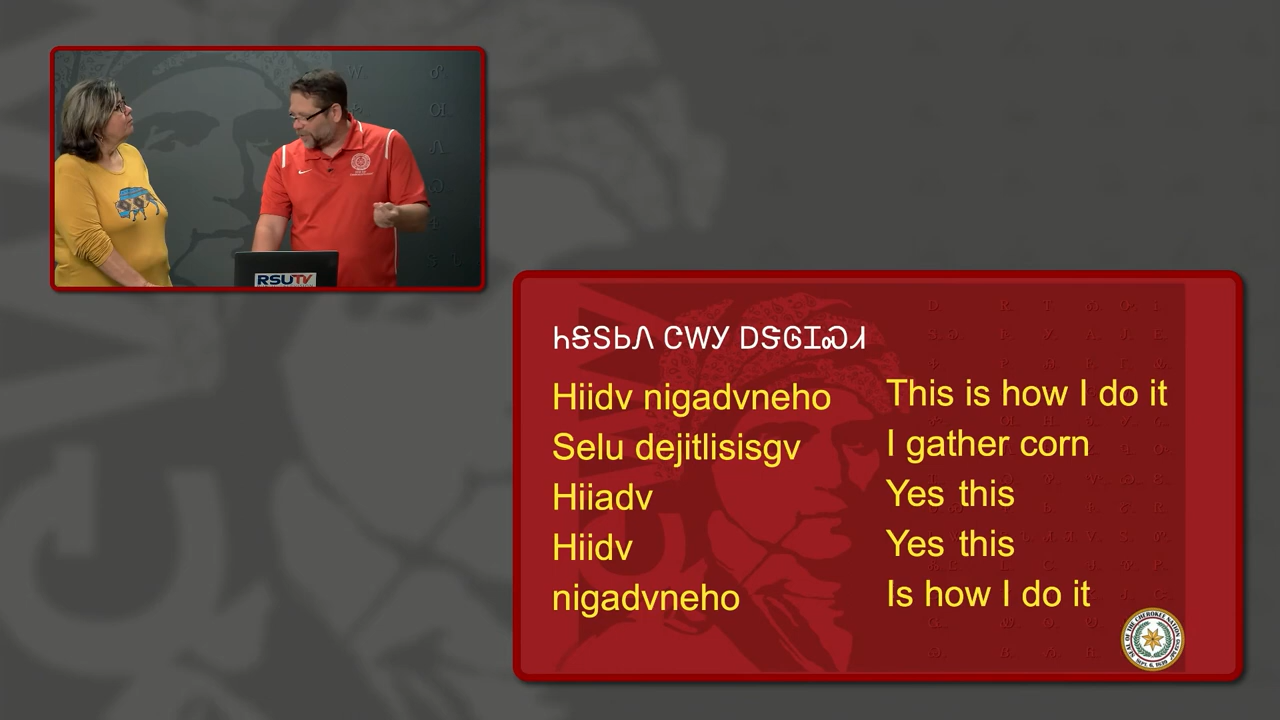 RSUTV
ᏂᎦᏚᏏᏁ ᏣᎳᎩ ᎠᏕᎶᏆᏍᏗ
Hiidv nigadvneho
This is how I do it
Selu dejitlisisgv
I gather corn
Hiiadv
Yes this
Hiidv
Yes this
nigadvneho
Is how I do it